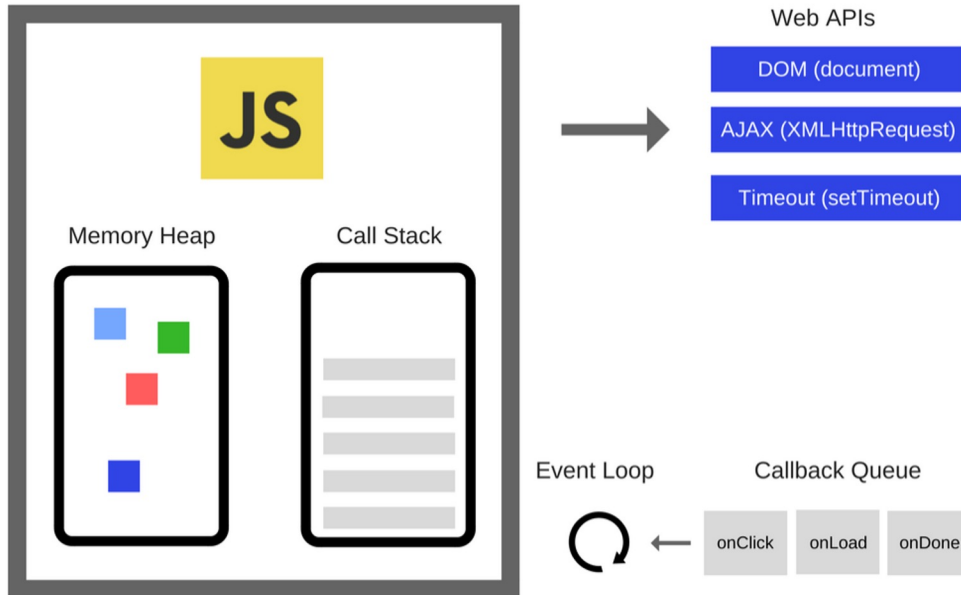 Web APIs
DOM (document)
JS
AJAX (XMLHttpRequest)
Timeout (setTimeout)
Memory Heap
Call Stack
Event Loop
Callback Queue
onClick
onLoad
onDone